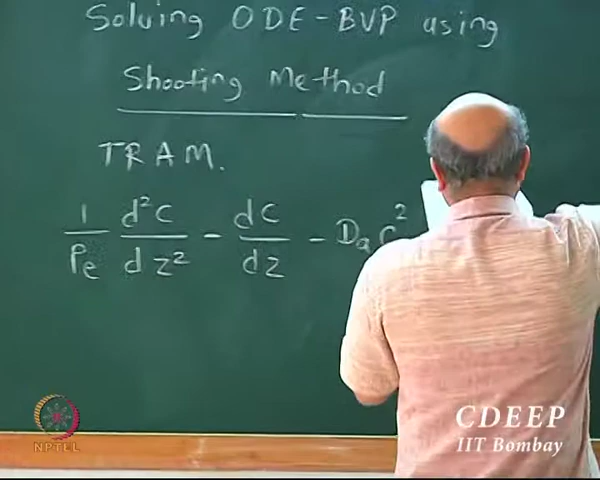 Solving ODE-BVP using
Shooting Method
TRAM.
1/Pe d²C/dz² - dC/dz - Da C²
NPTEL
CDEEP
IIT Bombay